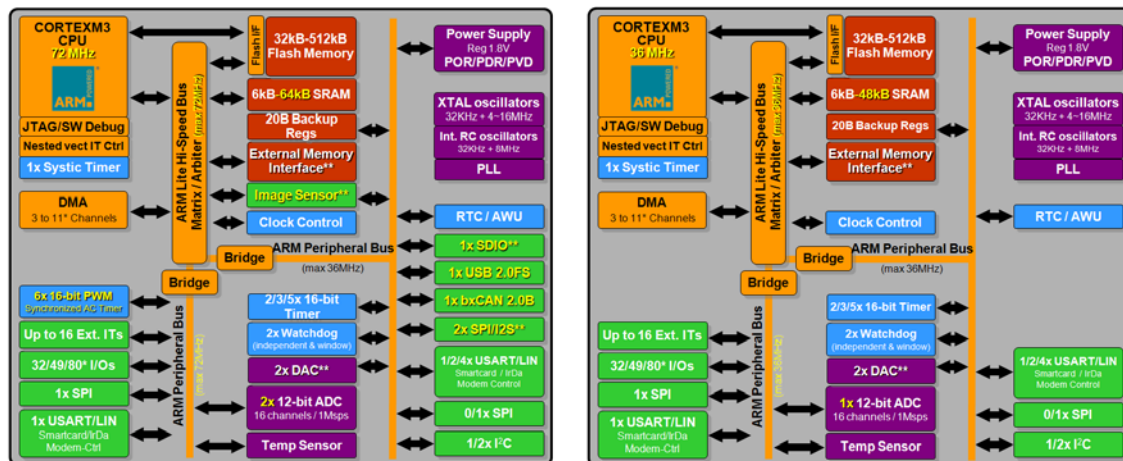 CORTEXM3
CPU
72 MHz
ARM
POWERED
JTAG/SW Debug
Nested vect IT Ctrl
1x Systic Timer
DMA
3 to 11* Channels
ARM Lite Hi-Speed Bus
Matrix / Arbiter (max 72MHz)
Flash I/F
32kB-512kB
Flash Memory
6kB-64kB SRAM
20B Backup
Regs
External Memory
Interface**
Image Sensor**
Clock Control
Power Supply
Reg 1.8V
POR/PDR/PVD
XTAL oscillators
32KHz + 4~16MHz
Int. RC oscillators
32KHz + 8MHz
PLL
RTC / AWU
Bridge
ARM Peripheral Bus
(max 36MHz)
Bridge
1x SDIO**
1x USB 2.0FS
1x bxCAN 2.0B
2x SPI/I2S**
1/2/4x USART/LIN
Smartcard / IrDa
Modem Control
0/1x SPI
1/2x I²C
6x 16-bit PWM
Synchronized AC Timer
Up to 16 Ext. ITs
32/49/80* I/Os
1x SPI
1x USART/LIN
Smartcard/IrDa
Modem-Ctrl
ARM Peripheral Bus
(max 72MHz)
2/3/5x 16-bit
Timer
2x Watchdog
(independent & window)
2x DAC**
2x 12-bit ADC
16 channels / 1Msps
Temp Sensor
CORTEXM3
CPU
36 MHz
ARM
POWERED
JTAG/SW Debug
Nested vect IT Ctrl
1x Systic Timer
DMA
3 to 11* Channels
ARM Lite Hi-Speed Bus
Matrix / Arbiter (max 36MHz)
Flash I/F
32kB-512kB
Flash Memory
6kB-48kB SRAM
20B Backup Regs
External Memory
Interface**
Clock Control
Power Supply
Reg 1.8V
POR/PDR/PVD
XTAL oscillators
32KHz + 4~16MHz
Int. RC oscillators
32KHz + 8MHz
PLL
RTC / AWU
Bridge
ARM Peripheral Bus
(max 36MHz)
Bridge
Up to 16 Ext. ITs
32/49/80* I/Os
1x SPI
1x USART/LIN
Smartcard/IrDa
Modem-Ctrl
ARM Peripheral Bus
(max 36MHz)
2/3/5x 16-bit Timer
2x Watchdog
(independent & window)
2x DAC**
1x 12-bit ADC
16 channels / 1Msps
Temp Sensor
1/2/4x USART/LIN
Smartcard / IrDa
Modem Control
0/1x SPI
1/2x I²C